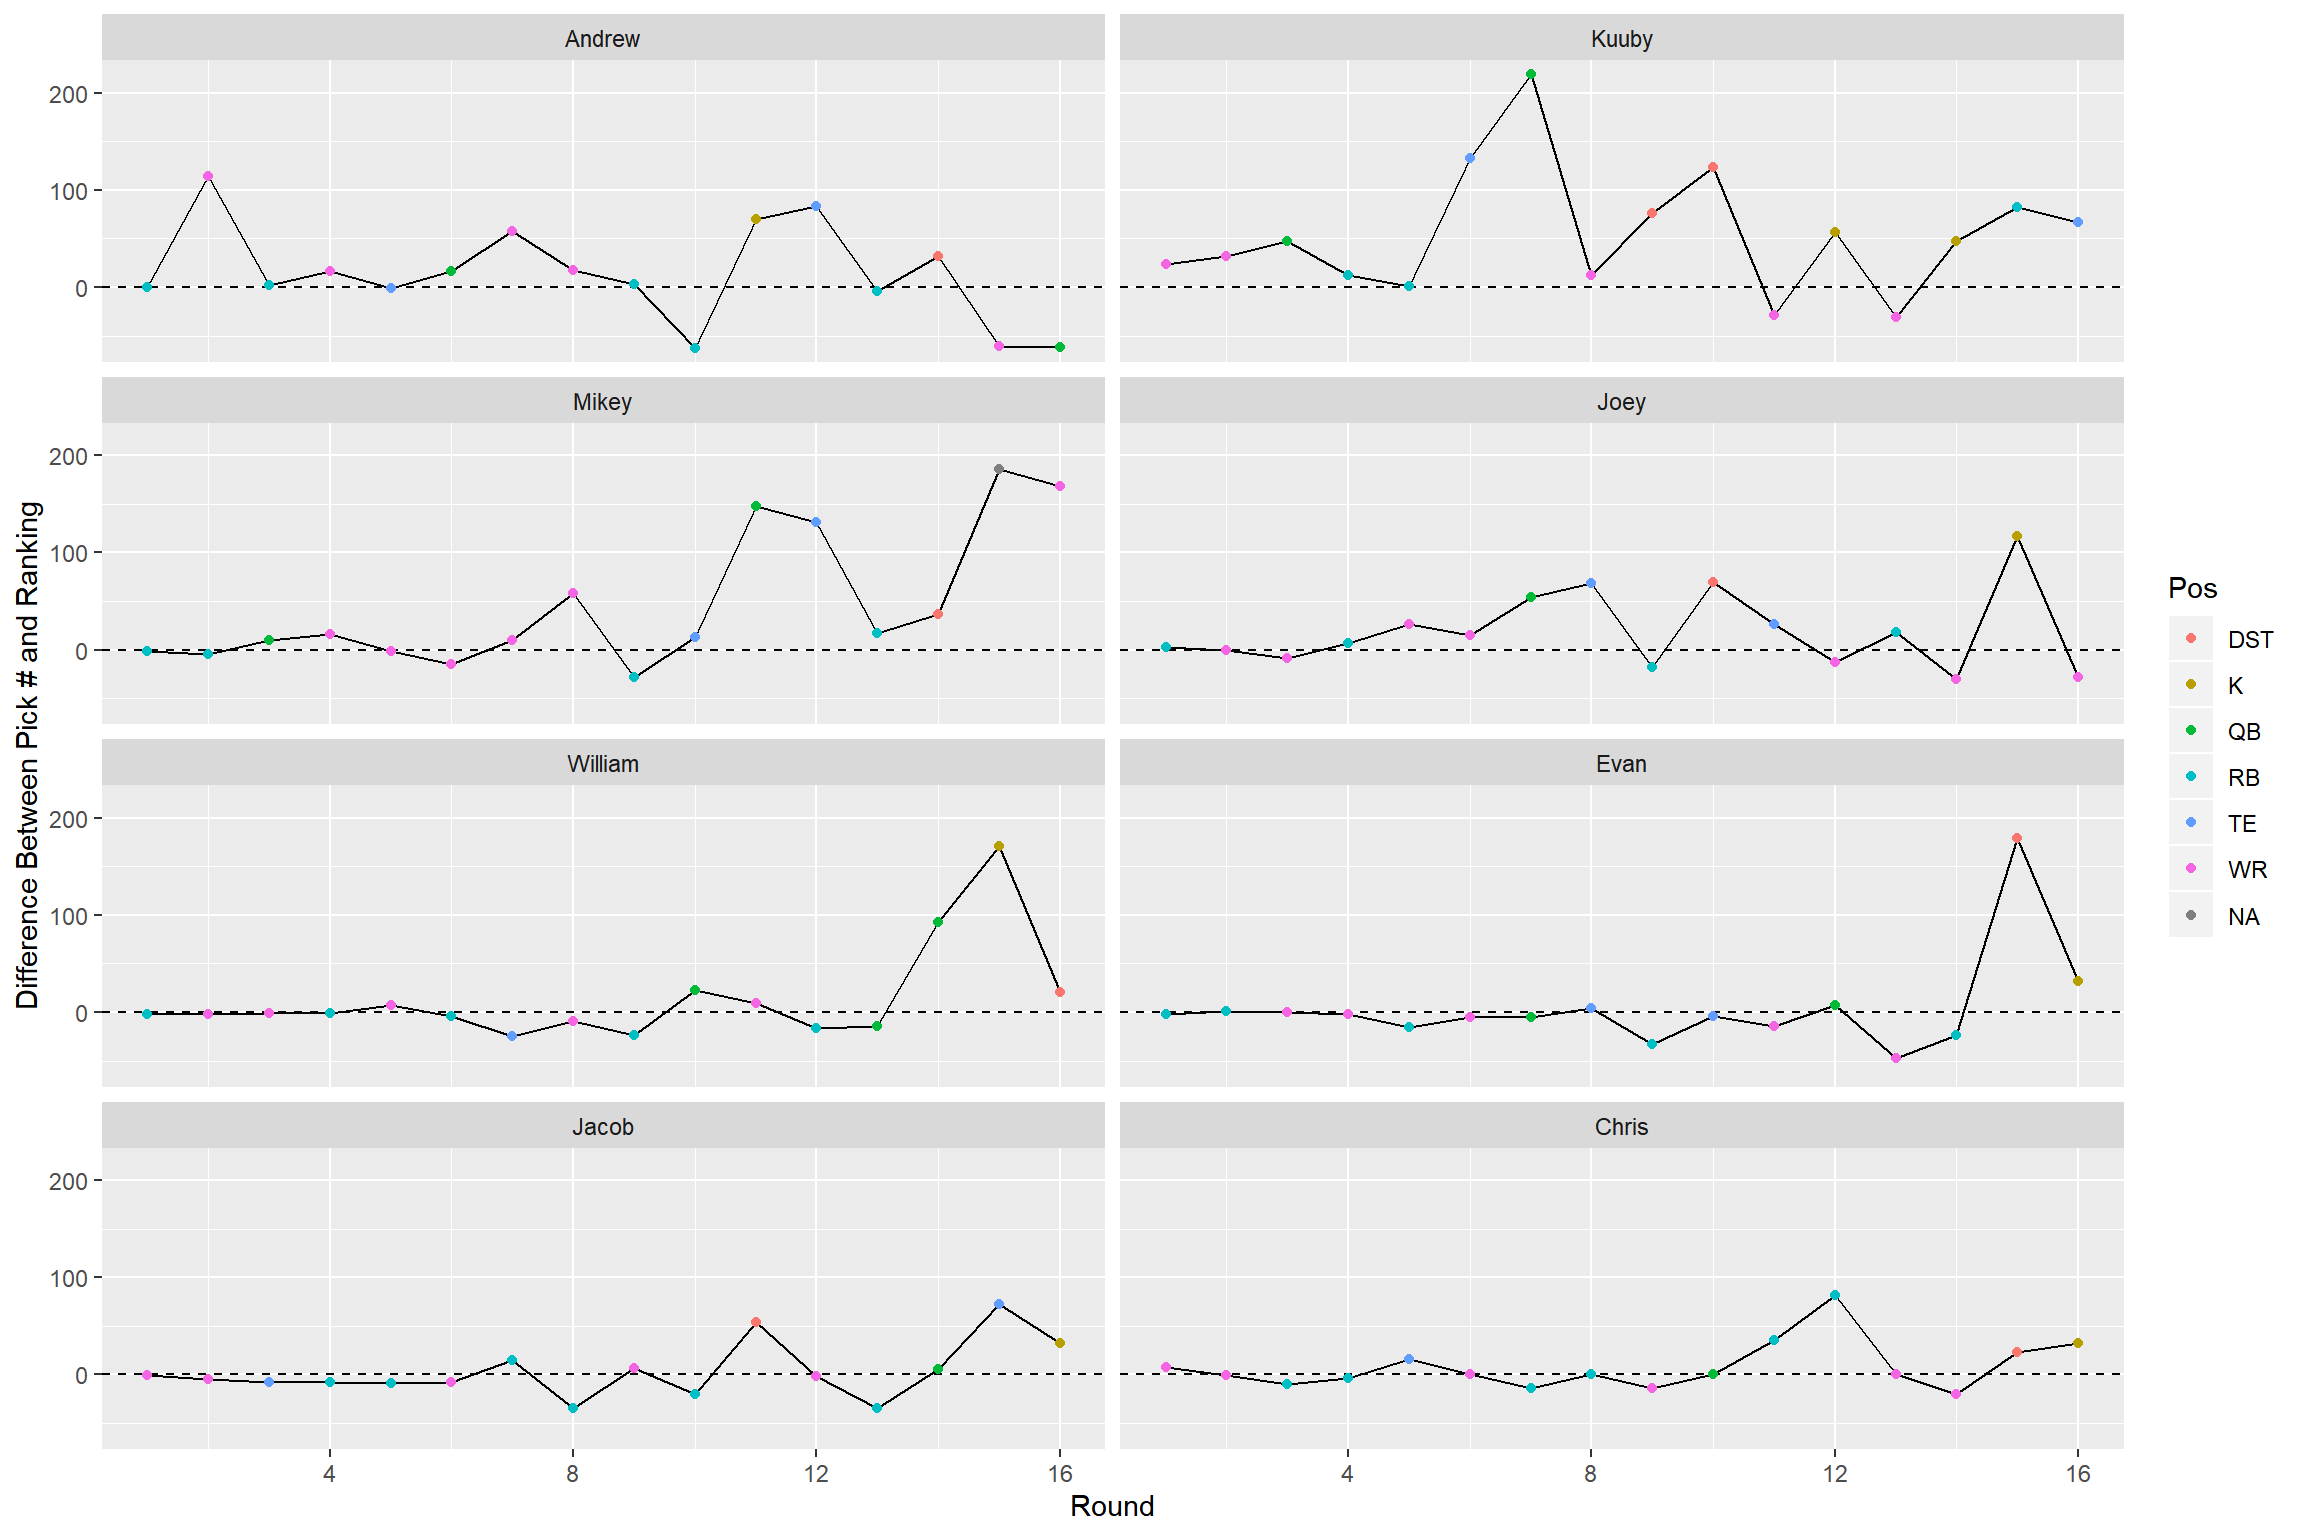 Andrew
Kuuby
200
100
0
Mikey
Joey
200
100
0
William
Evan
200
100
0
Jacob
Chris
200
100
0
4
8
12
16
4
8
12
16
Round
Difference Between Pick # and Ranking
Pos
DST
K
QB
RB
TE
WR
NA